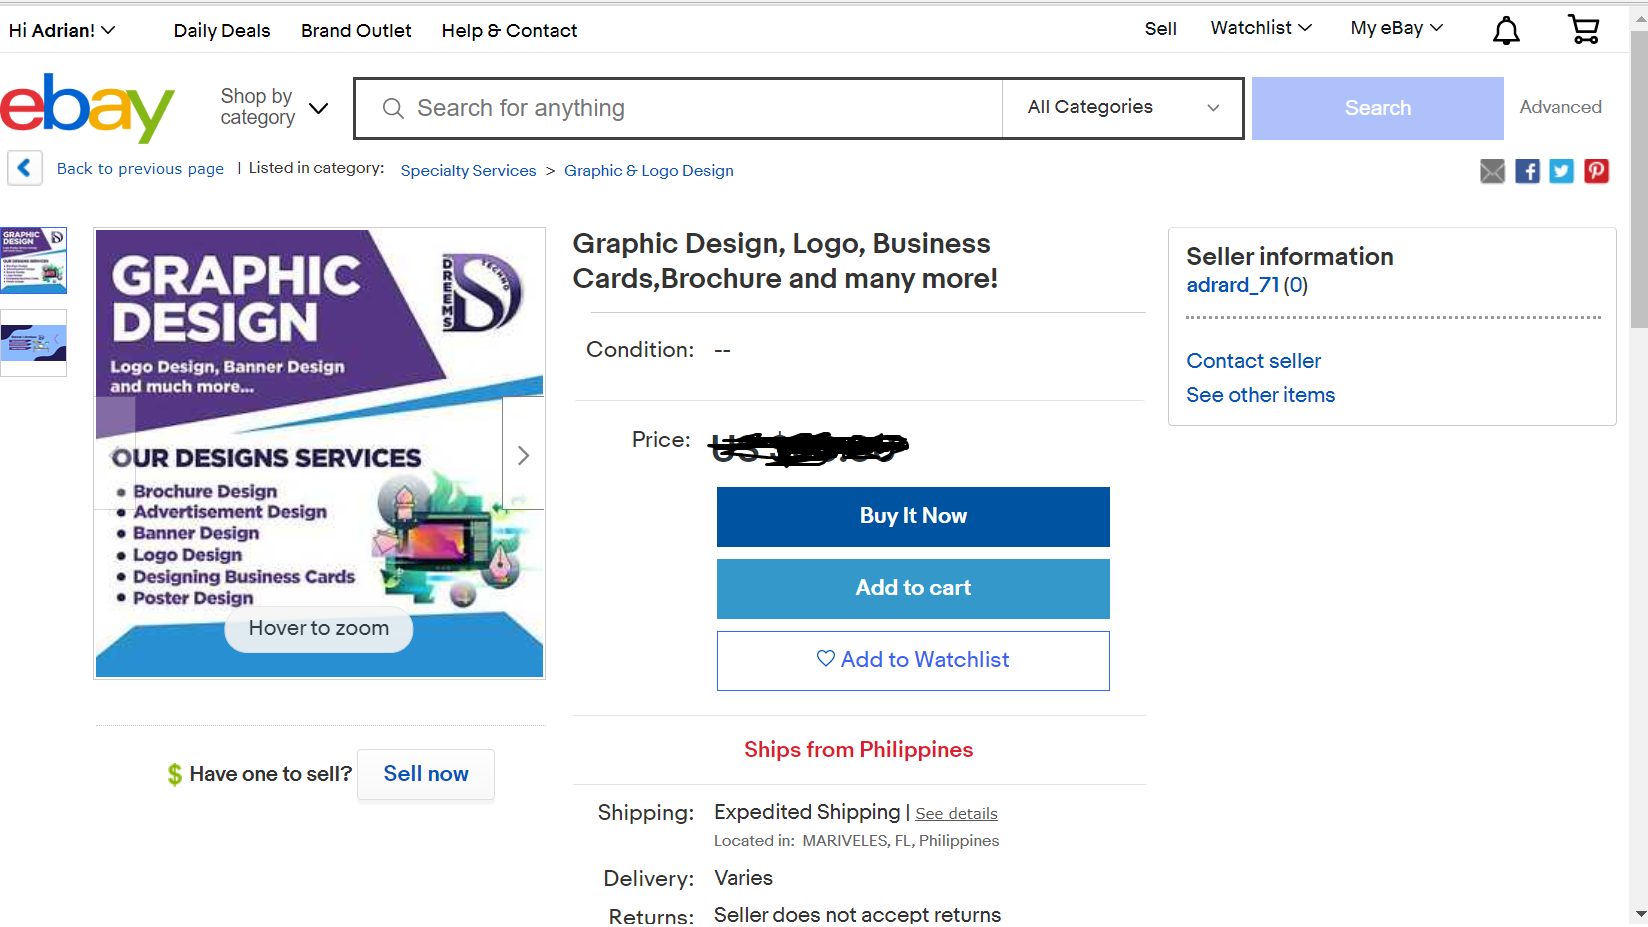 Hi Adrian!
Daily Deals
Brand Outlet
Help & Contact
Sell
Watchlist
My eBay
ebay
Shop by
category
Search for anything
All Categories
Search
Advanced
Back to previous page | Listed in category: Specialty Services > Graphic & Logo Design
GRAPHIC
DESIGN
OUR DESIGNS SERVICES
GRAPHIC
DESIGN
DREEMS
TECHNO
Logo Design, Banner Design
and much more...
OUR DESIGNS SERVICES
• Brochure Design
• Advertisement Design
• Banner Design
• Logo Design
• Designing Business Cards
• Poster Design
Hover to zoom
Have one to sell? Sell now
Graphic Design, Logo, Business
Cards,Brochure and many more!
Condition: --
Price: US $
Buy It Now
Add to cart
Add to Watchlist
Ships from Philippines
Shipping: Expedited Shipping | See details
Located in: MARIVELES, FL, Philippines
Delivery: Varies
Returns: Seller does not accept returns
Seller information
adrard_71 (0)
Contact seller
See other items